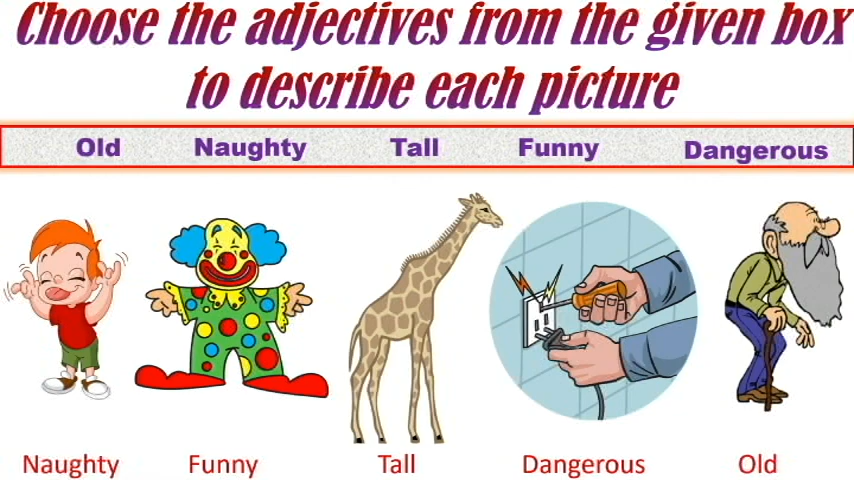 Choose the adjectives from the given box
to describe each picture
Old Naughty Tall Funny Dangerous
Naughty Funny Tall Dangerous Old